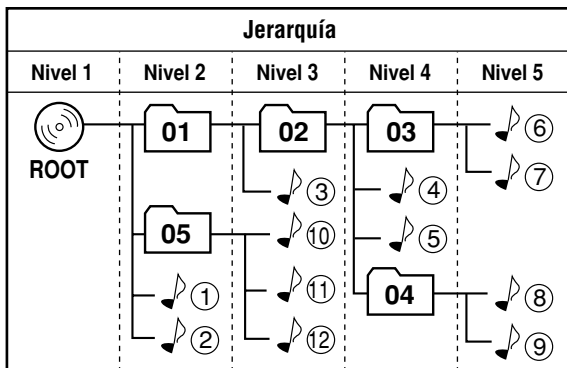 Jerarquía
Nivel 1 Nivel 2 Nivel 3 Nivel 4 Nivel 5
01 02 03 ⑥
ROOT
③ ④ ⑦
05 ⑩ ⑤
① ⑪ 04 ⑧
② ⑫ ⑨